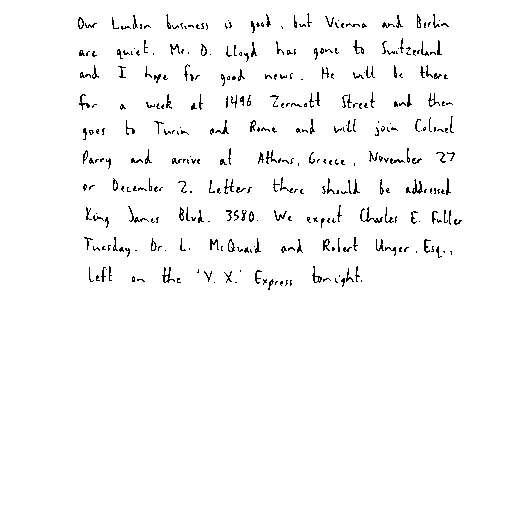 Our London business is good, but Vienna and Berlin
are quiet. Mr. D. Lloyd has gone to Switzerland
and I hope for good news. He will be there
for a week at 1496 Zermott Street and then
goes to Turin and Rome and will join Colonel
Parry and arrive at Athens, Greece, November 27
or December 2. Letters there should be addressed
King James Blvd. 3580. We expect Charles E. Fuller
Tuesday. Dr. L. McQuaid and Robert Unger, Esq.,
left on the 'Y. X.' Express tonight.